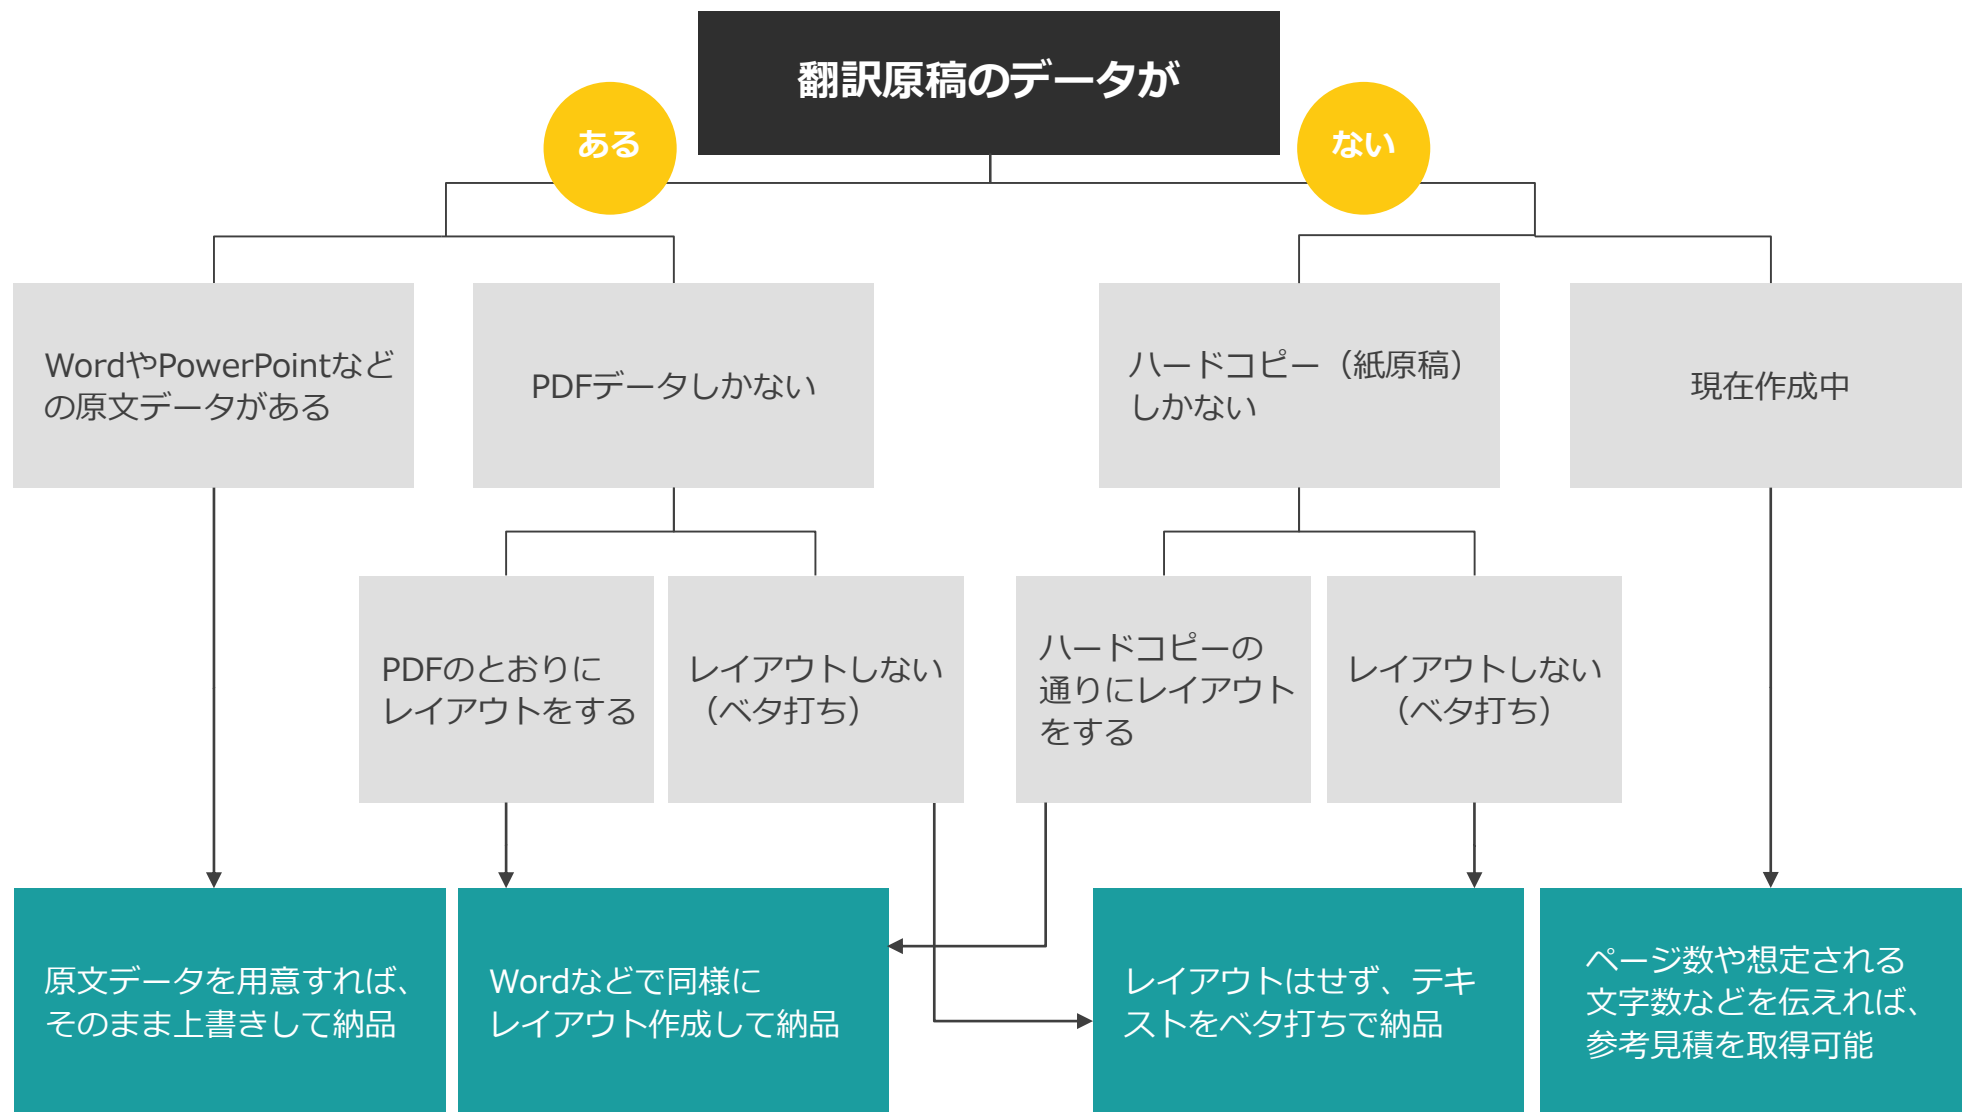 翻訳原稿のデータが
ある
ない
WordやPowerPointなど
の原文データがある
PDFデータしかない
ハードコピー（紙原稿）
しかない
現在作成中
PDFのとおりに
レイアウトをする
レイアウトしない
（ベタ打ち）
ハードコピーの
通りにレイアウト
をする
レイアウトしない
（ベタ打ち）
原文データを用意すれば、
そのまま上書きして納品
Wordなどで同様に
レイアウト作成して納品
レイアウトはせず、テキ
ストをベタ打ちで納品
ページ数や想定される
文字数などを伝えれば、
参考見積を取得可能